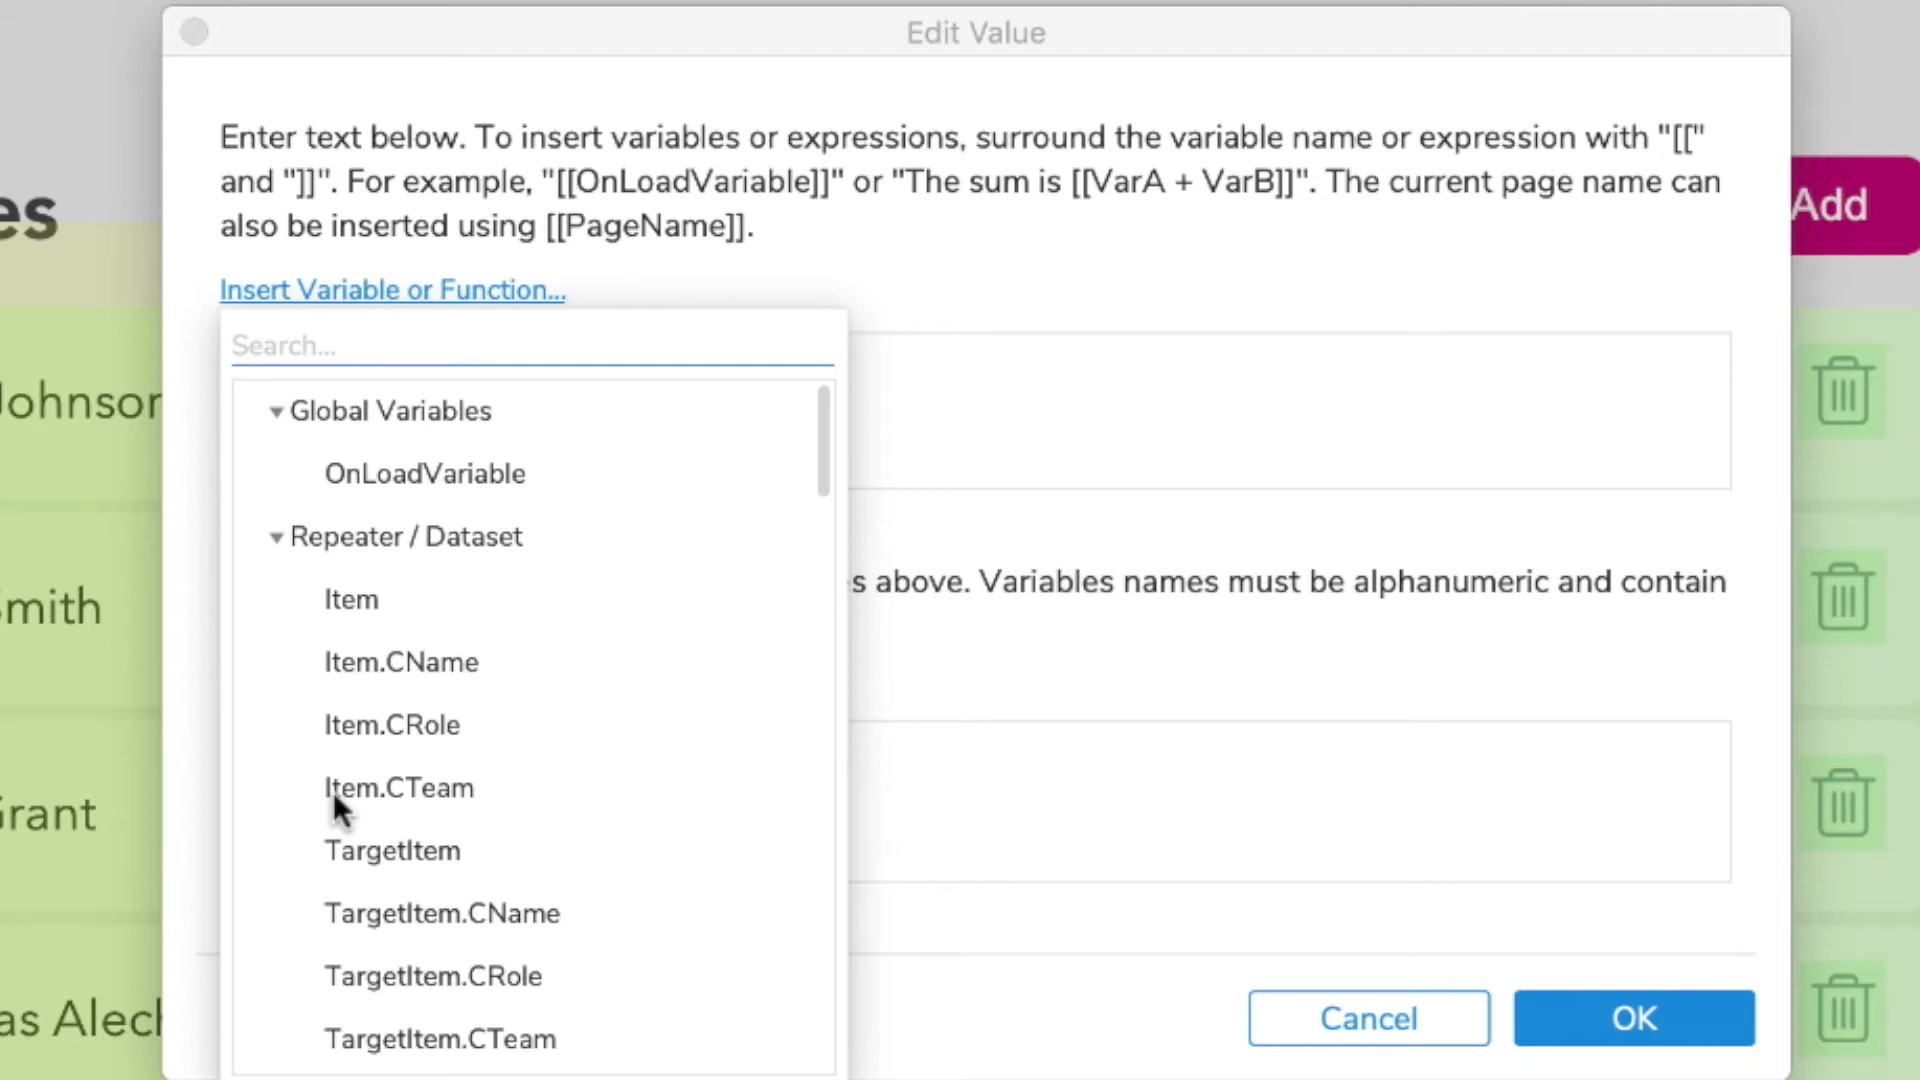 Edit Value
Enter text below. To insert variables or expressions, surround the variable name or expression with "[["
and "]]". For example, "[[OnLoadVariable]]" or "The sum is [[VarA + VarB]]". The current page name can
also be inserted using [[PageName]].
es
Add
Insert Variable or Function...
Search...
Global Variables
OnLoadVariable
Repeater / Dataset
Item
Item.CName
Item.CRole
Item.CTeam
TargetItem
TargetItem.CName
TargetItem.CRole
TargetItem.CTeam
s above. Variables names must be alphanumeric and contain
Johnson
Smith
Grant
as Alech
Cancel
OK